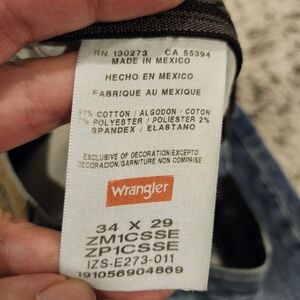 RN 130273 CA 55394
MADE IN MEXICO
HECHO EN MEXICO
FABRIQUE AU MEXIQUE
91% COTTON / ALGODON / COTON
7% POLYESTER / POLIESTER 2%
SPANDEX / ELASTANO
EXCLUSIVE OF DECORATION:EXCEPTO
DECORACION,GARNITURE NON COMPRISE
Wrangler
34 X 29
ZM1CSSE
ZP1CSSE
IZS-E273-011
191056904869